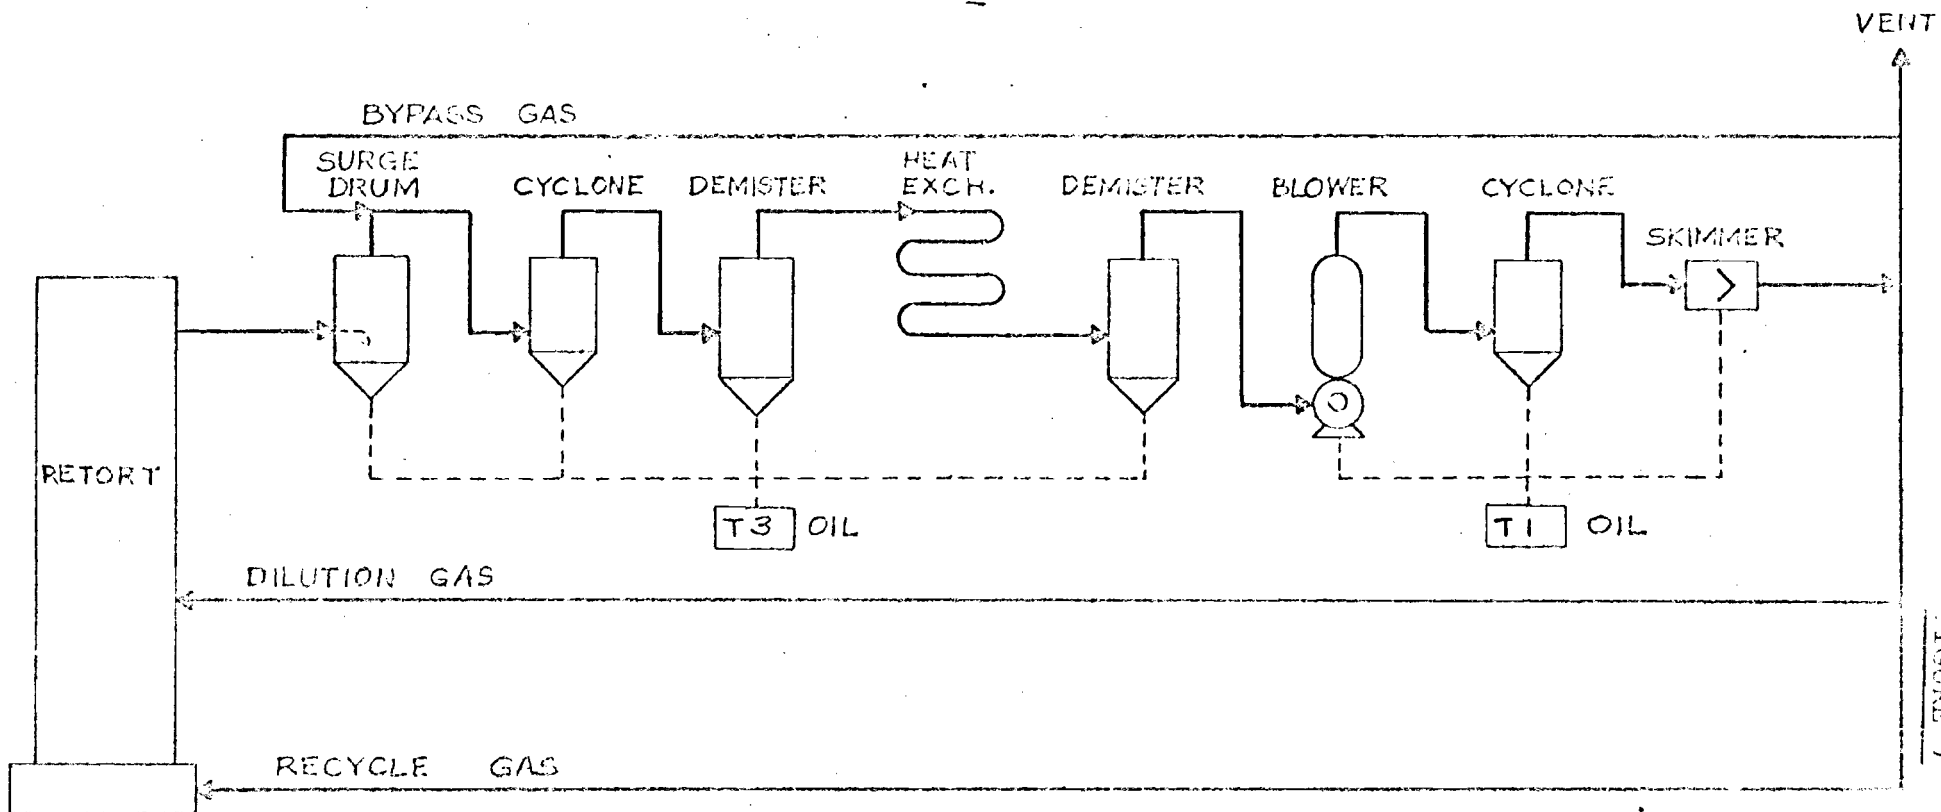 VENT
BYPASS GAS
SURGE
DRUM
CYCLONE
DEMISTER
HEAT
EXCH.
DEMISTER
BLOWER
CYCLONE
SKIMMER
RETORT
T3 OIL
T1 OIL
DILUTION GAS
RECYCLE GAS